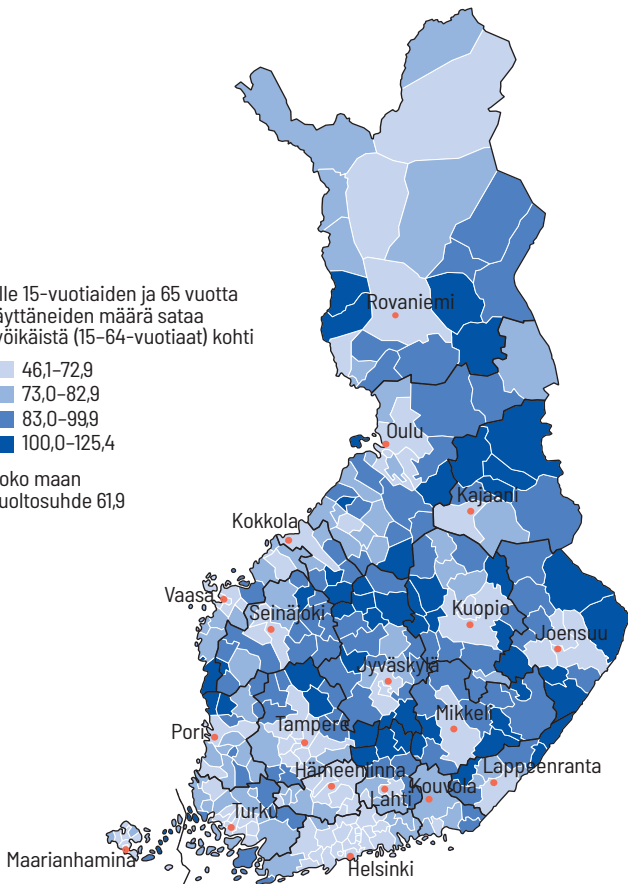 lle 15-vuotiaiden ja 65 vuotta
äyttäneiden määrä sataa
yöikäistä (15–64-vuotiaat) kohti
46,1–72,9
73,0–82,9
83,0–99,9
100,0–125,4
oko maan
uoltosuhde 61,9
Rovaniemi
Oulu
Kajaani
Kokkola
Vaasa
Seinäjoki
Kuopio
Joensuu
Jyväskylä
Pori
Tampere
Mikkeli
Hämeenlinna
Lappeenranta
Lahti
Kouvola
Turku
Maarianhamina
Helsinki